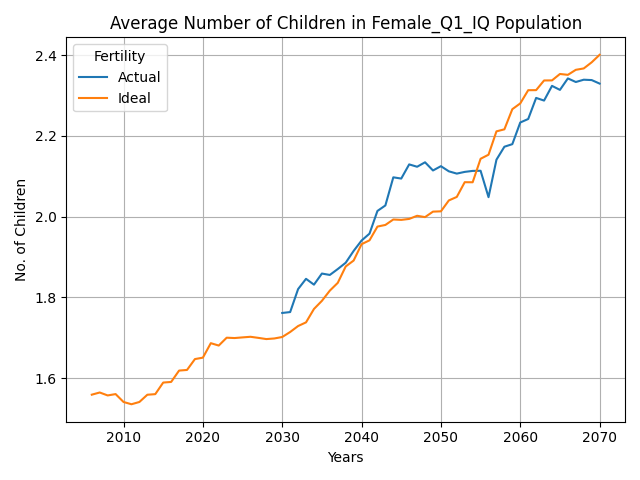 Average Number of Children in Female_Q1_IQ Population
Fertility
Actual
Ideal
No. of Children
2.4
2.2
2.0
1.8
1.6
2010 2020 2030 2040 2050 2060 2070
Years